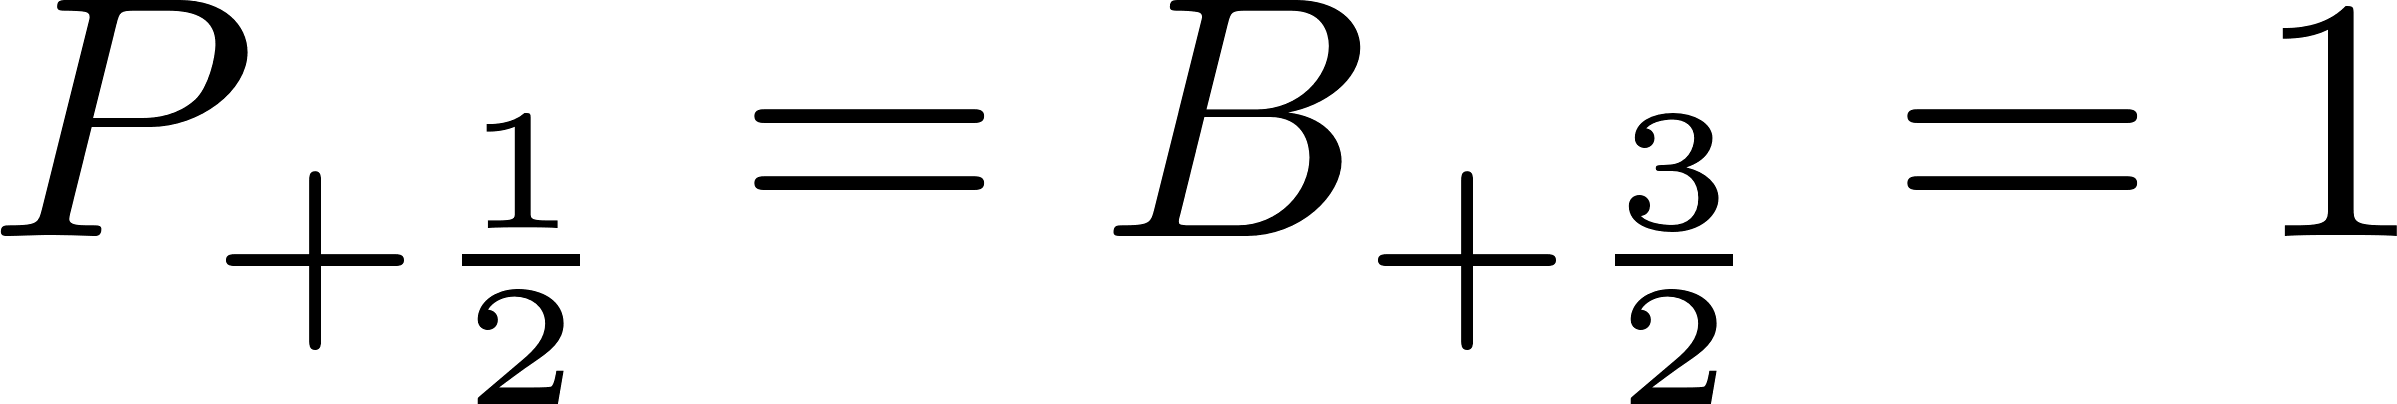 P_{+\frac{1}{2}} = B_{+\frac{3}{2}} = 1